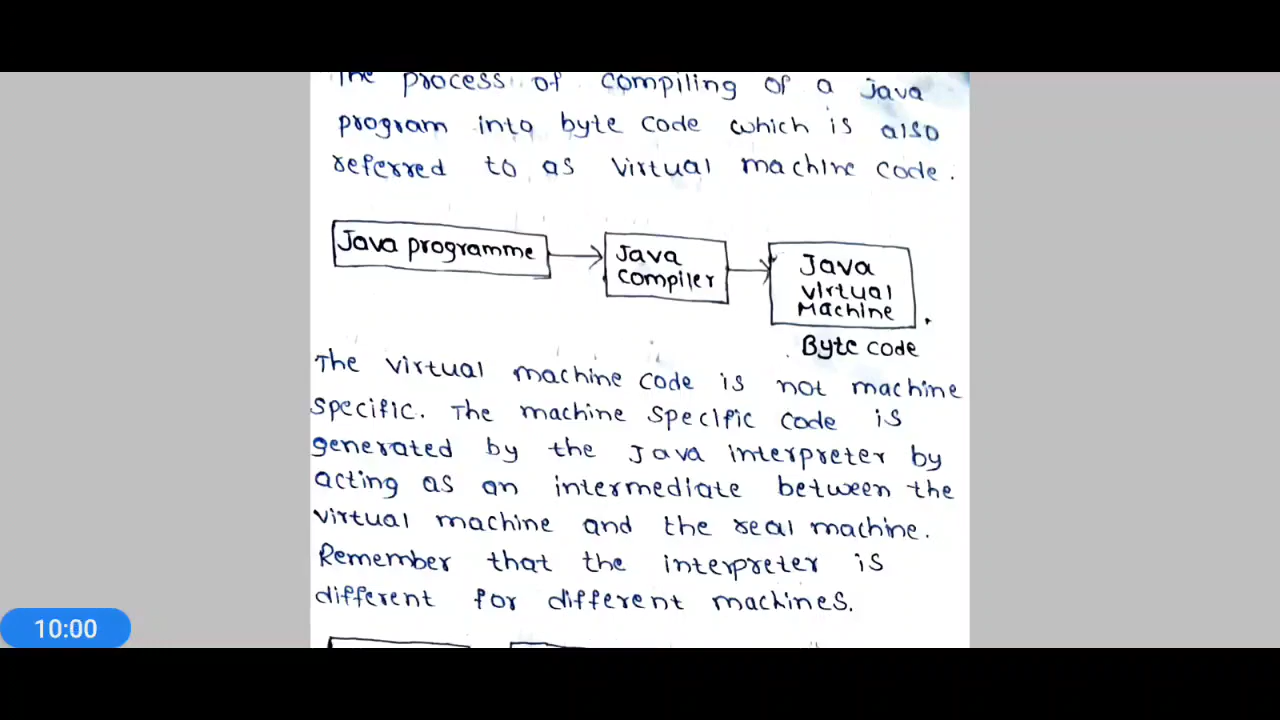 The process of compiling of a Java
program into byte code which is also
referred to as virtual machine code.
Java programme
Java
compiler
Java
virtual
Machine
Byte code
The virtual machine code is not machine
specific. The machine specific code is
generated by the Java interpreter by
acting as an intermediate between the
virtual machine and the real machine.
Remember that the interpreter is
different for different machines.
10:00